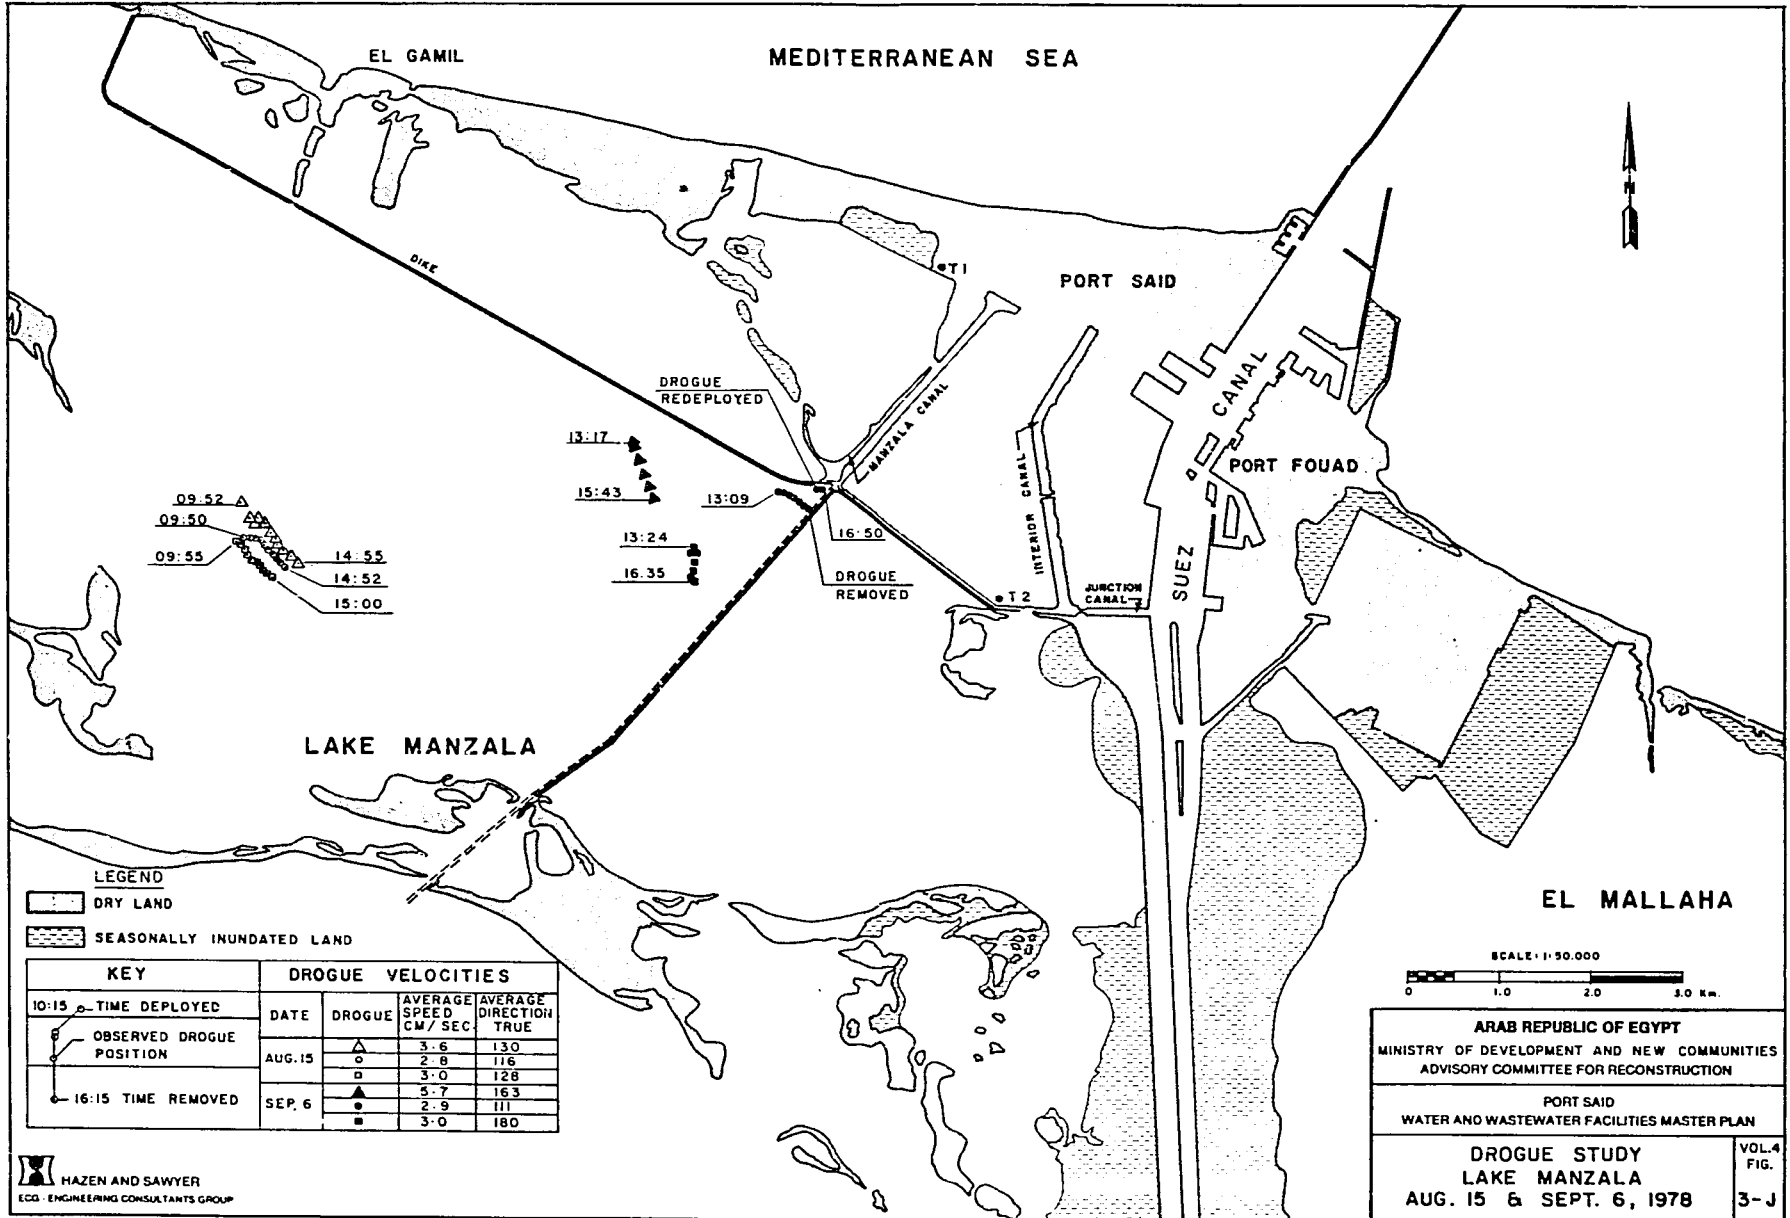 EL GAMIL
MEDITERRANEAN SEA
N
DIKE
T1
PORT SAID
DROGUE
REDEPLOYED
MANZALA CANAL
CANAL
INTERIOR CANAL
PORT FOUAD
13:17
15:43
13:09
09:52
09:50
09:55
14:55
14:52
15:00
13:24
16.35
16:50
DROGUE
REMOVED
SUEZ
T2
JUNCTION
CANAL
LAKE MANZALA
EL MALLAHA
LEGEND
DRY LAND
SEASONALLY INUNDATED LAND
KEY
10:15 TIME DEPLOYED
OBSERVED DROGUE
POSITION
16:15 TIME REMOVED
DROGUE VELOCITIES
DATE DROGUE AVERAGE SPEED CM/SEC. AVERAGE DIRECTION TRUE
AUG.15 △ 3.6 130
○ 2.8 116
□ 3.0 128
SEP. 6 ▲ 5.7 163
● 2.9 111
■ 3.0 180
HAZEN AND SAWYER
ECG - ENGINEERING CONSULTANTS GROUP
SCALE: 1:50.000
0 1.0 2.0 3.0 Km.
ARAB REPUBLIC OF EGYPT
MINISTRY OF DEVELOPMENT AND NEW COMMUNITIES
ADVISORY COMMITTEE FOR RECONSTRUCTION
PORT SAID
WATER AND WASTEWATER FACILITIES MASTER PLAN
DROGUE STUDY
LAKE MANZALA
AUG. 15 & SEPT. 6, 1978
VOL.4
FIG.
3-J